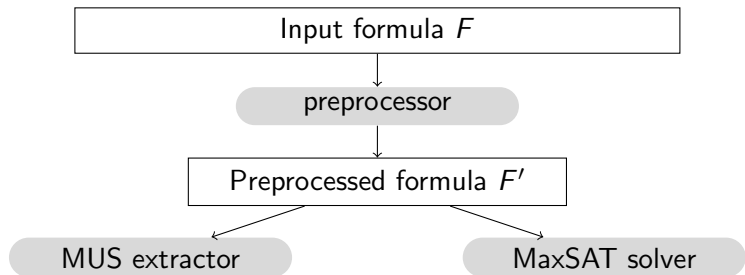 Input formula F
preprocessor
Preprocessed formula F′
MUS extractor
MaxSAT solver